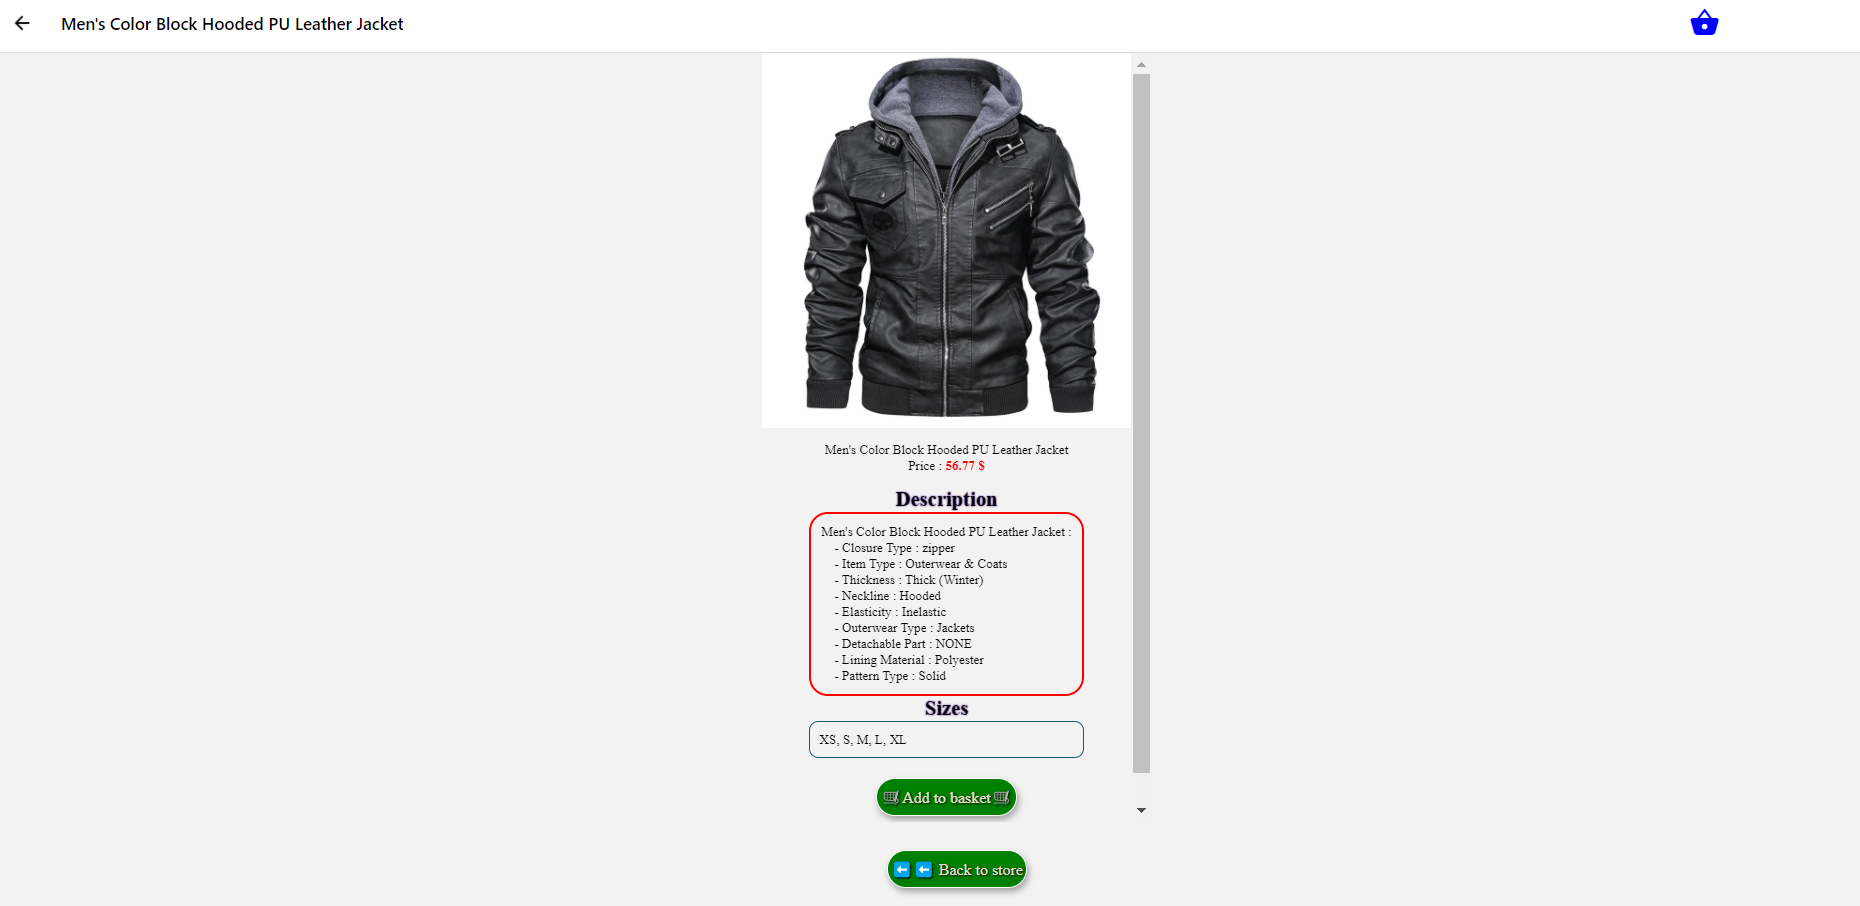 Men's Color Block Hooded PU Leather Jacket
Men's Color Block Hooded PU Leather Jacket
Price : 56.77 $
Description
Men's Color Block Hooded PU Leather Jacket :
- Closure Type : zipper
- Item Type : Outerwear & Coats
- Thickness : Thick (Winter)
- Neckline : Hooded
- Elasticity : Inelastic
- Outerwear Type : Jackets
- Detachable Part : NONE
- Lining Material : Polyester
- Pattern Type : Solid
Sizes
XS, S, M, L, XL
🛒 Add to basket 🛒
⬅️ ⬅️ Back to store